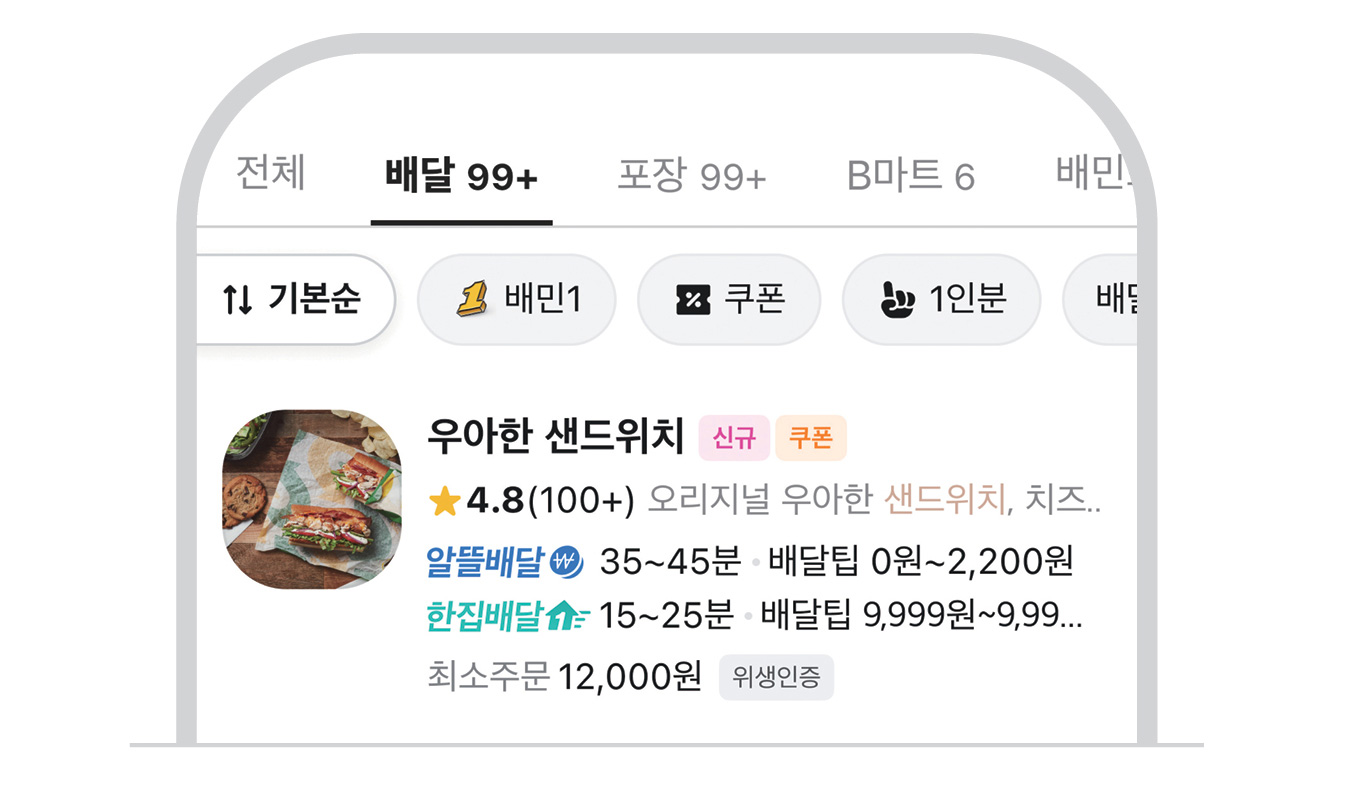 전체 배달 99+ 포장 99+ B마트 6 배민
기본순 배민1 쿠폰 1인분
우아한 샌드위치 신규 쿠폰
4.8(100+) 오리지널 우아한 샌드위치, 치즈..
알뜰배달 35~45분 • 배달팁 0원~2,200원
한집배달 15~25분 • 배달팁 9,999원~9,99...
최소주문 12,000원 위생인증